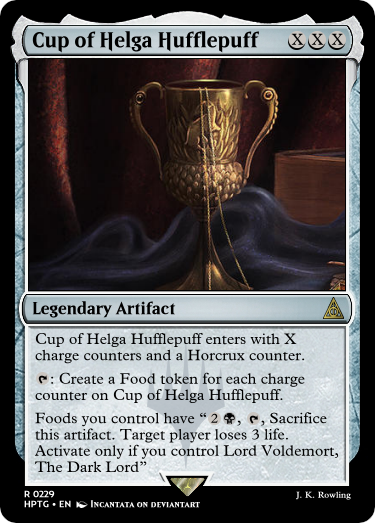 Cup of Helga Hufflepuff X X X
Legendary Artifact
Cup of Helga Hufflepuff enters with X
charge counters and a Horcrux counter.
: Create a Food token for each charge
counter on Cup of Helga Hufflepuff.
Foods you control have “ 2 , , Sacrifice
this artifact. Target player loses 3 life.
Activate only if you control Lord Voldemort,
The Dark Lord”
R 0229
HPTG • EN Incantata on deviantart
J. K. Rowling